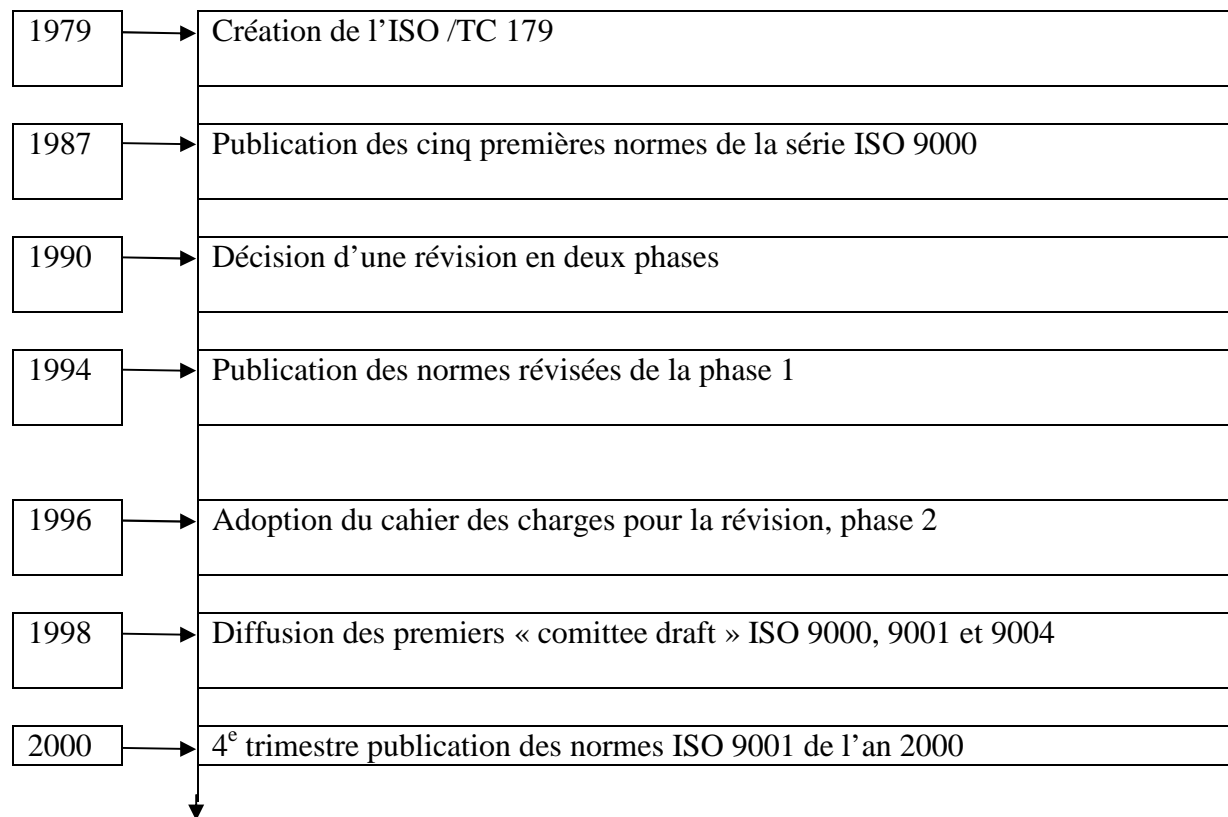 1979 Création de l’ISO /TC 179
1987 Publication des cinq premières normes de la série ISO 9000
1990 Décision d’une révision en deux phases
1994 Publication des normes révisées de la phase 1
1996 Adoption du cahier des charges pour la révision, phase 2
1998 Diffusion des premiers « comittee draft » ISO 9000, 9001 et 9004
2000 4e trimestre publication des normes ISO 9001 de l’an 2000